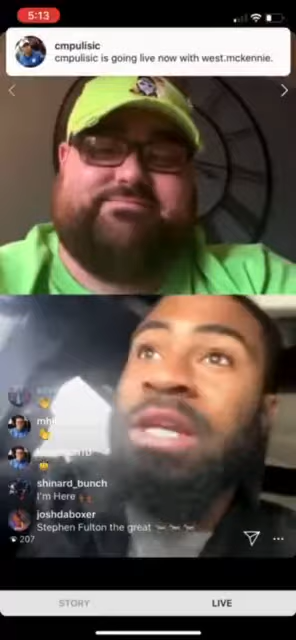 5:13
cmpulisic
cmpulisic is going live now with west.mckennie.
shinard_bunch
I'm Here
joshdaboxer
Stephen Fulton the great
207
STORY
LIVE